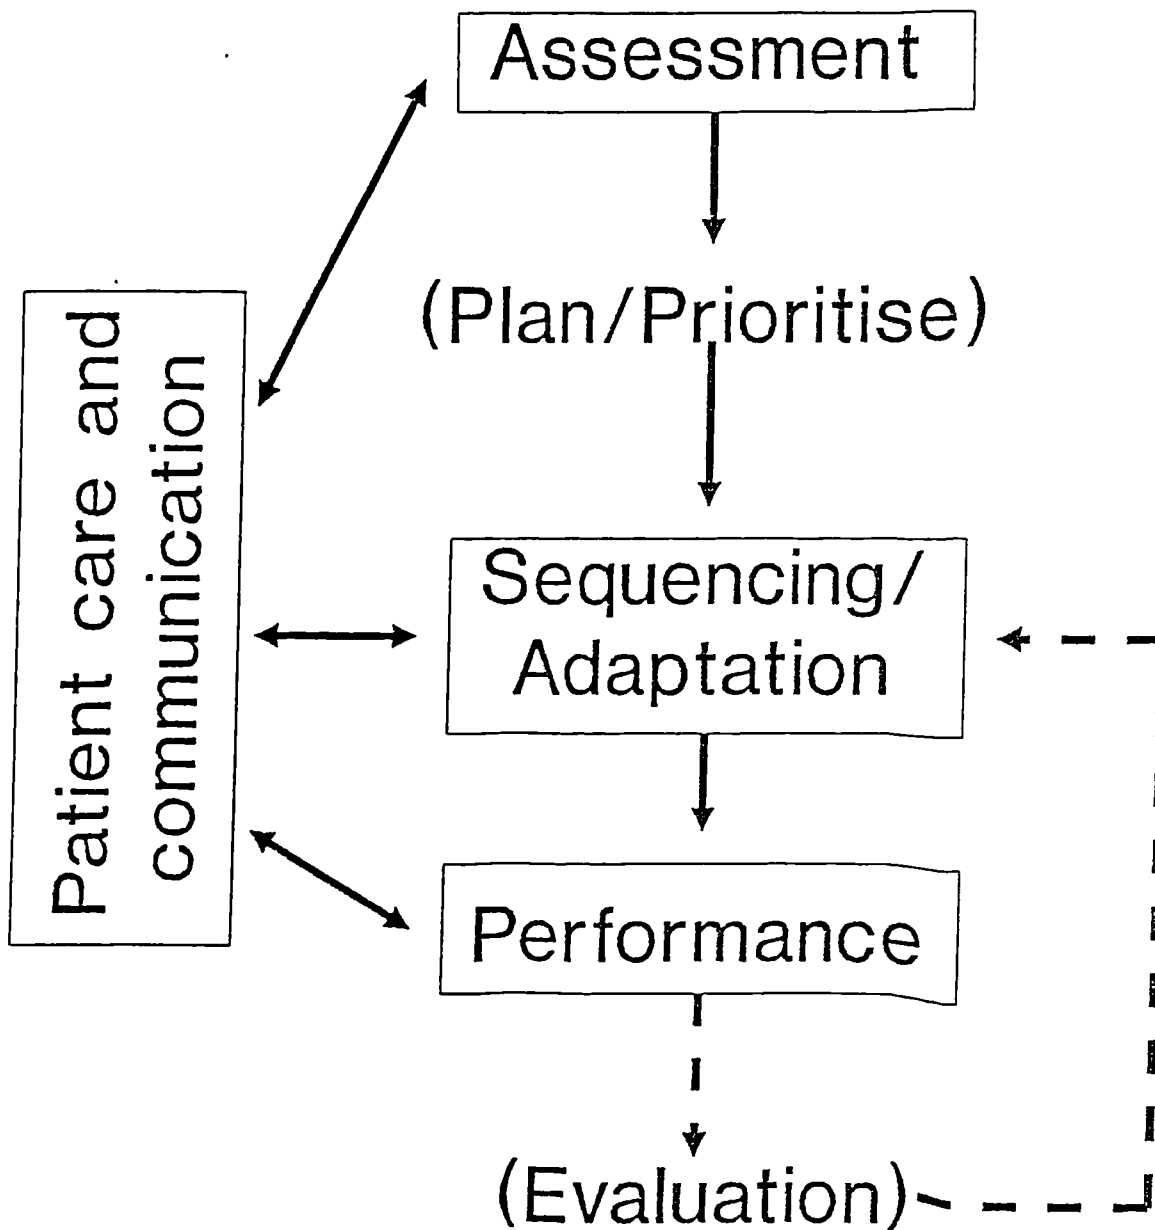 Assessment
(Plan/Prioritise)
Patient care and
communication
Sequencing/
Adaptation
Performance
(Evaluation)